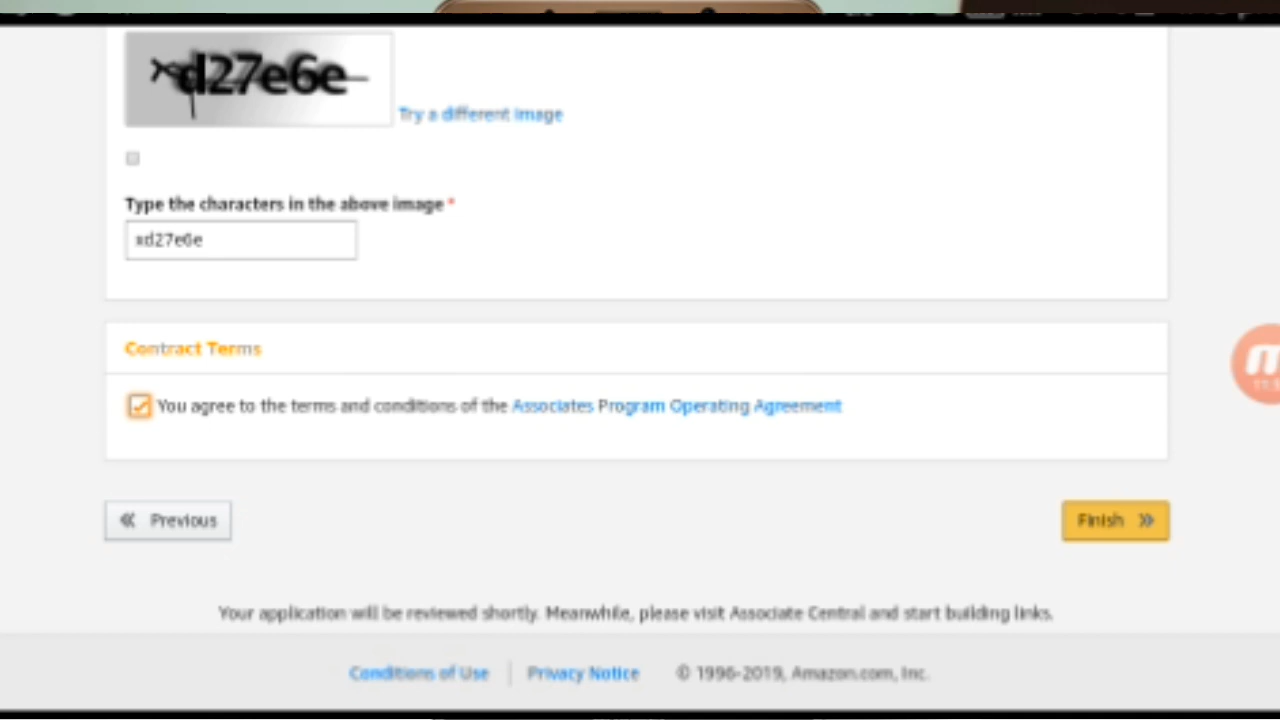 xd27e6e
Try a different image
Type the characters in the above image *
xd27e6e
Contract Terms
You agree to the terms and conditions of the Associates Program Operating Agreement
Previous
Finish
Your application will be reviewed shortly. Meanwhile, please visit Associate Central and start building links.
Conditions of Use | Privacy Notice © 1996-2019, Amazon.com, Inc.